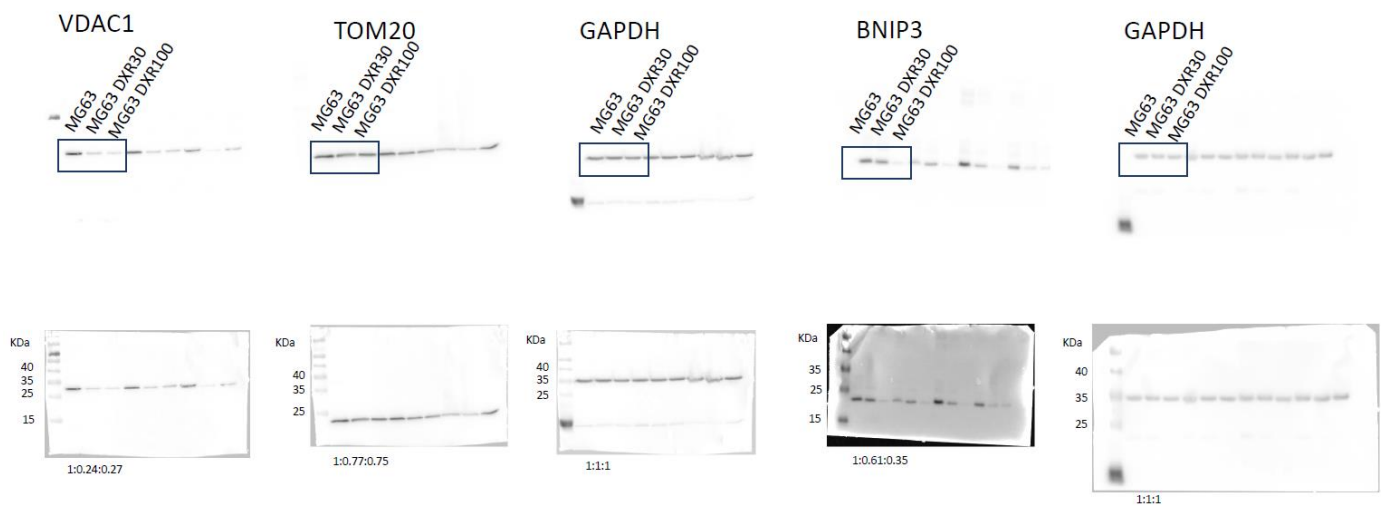 VDAC1
MG63
MG63 DXR30
MG63 DXR100
TOM20
MG63
MG63 DXR30
MG63 DXR100
GAPDH
MG63
MG63 DXR30
MG63 DXR100
BNIP3
MG63
MG63 DXR30
MG63 DXR100
GAPDH
MG63
MG63 DXR30
MG63 DXR100
KDa
40
35
25
15
1:0.24:0.27
KDa
40
35
25
1:0.77:0.75
KDa
40
35
25
1:1:1
KDa
35
25
15
1:0.61:0.35
KDa
40
35
25
1:1:1